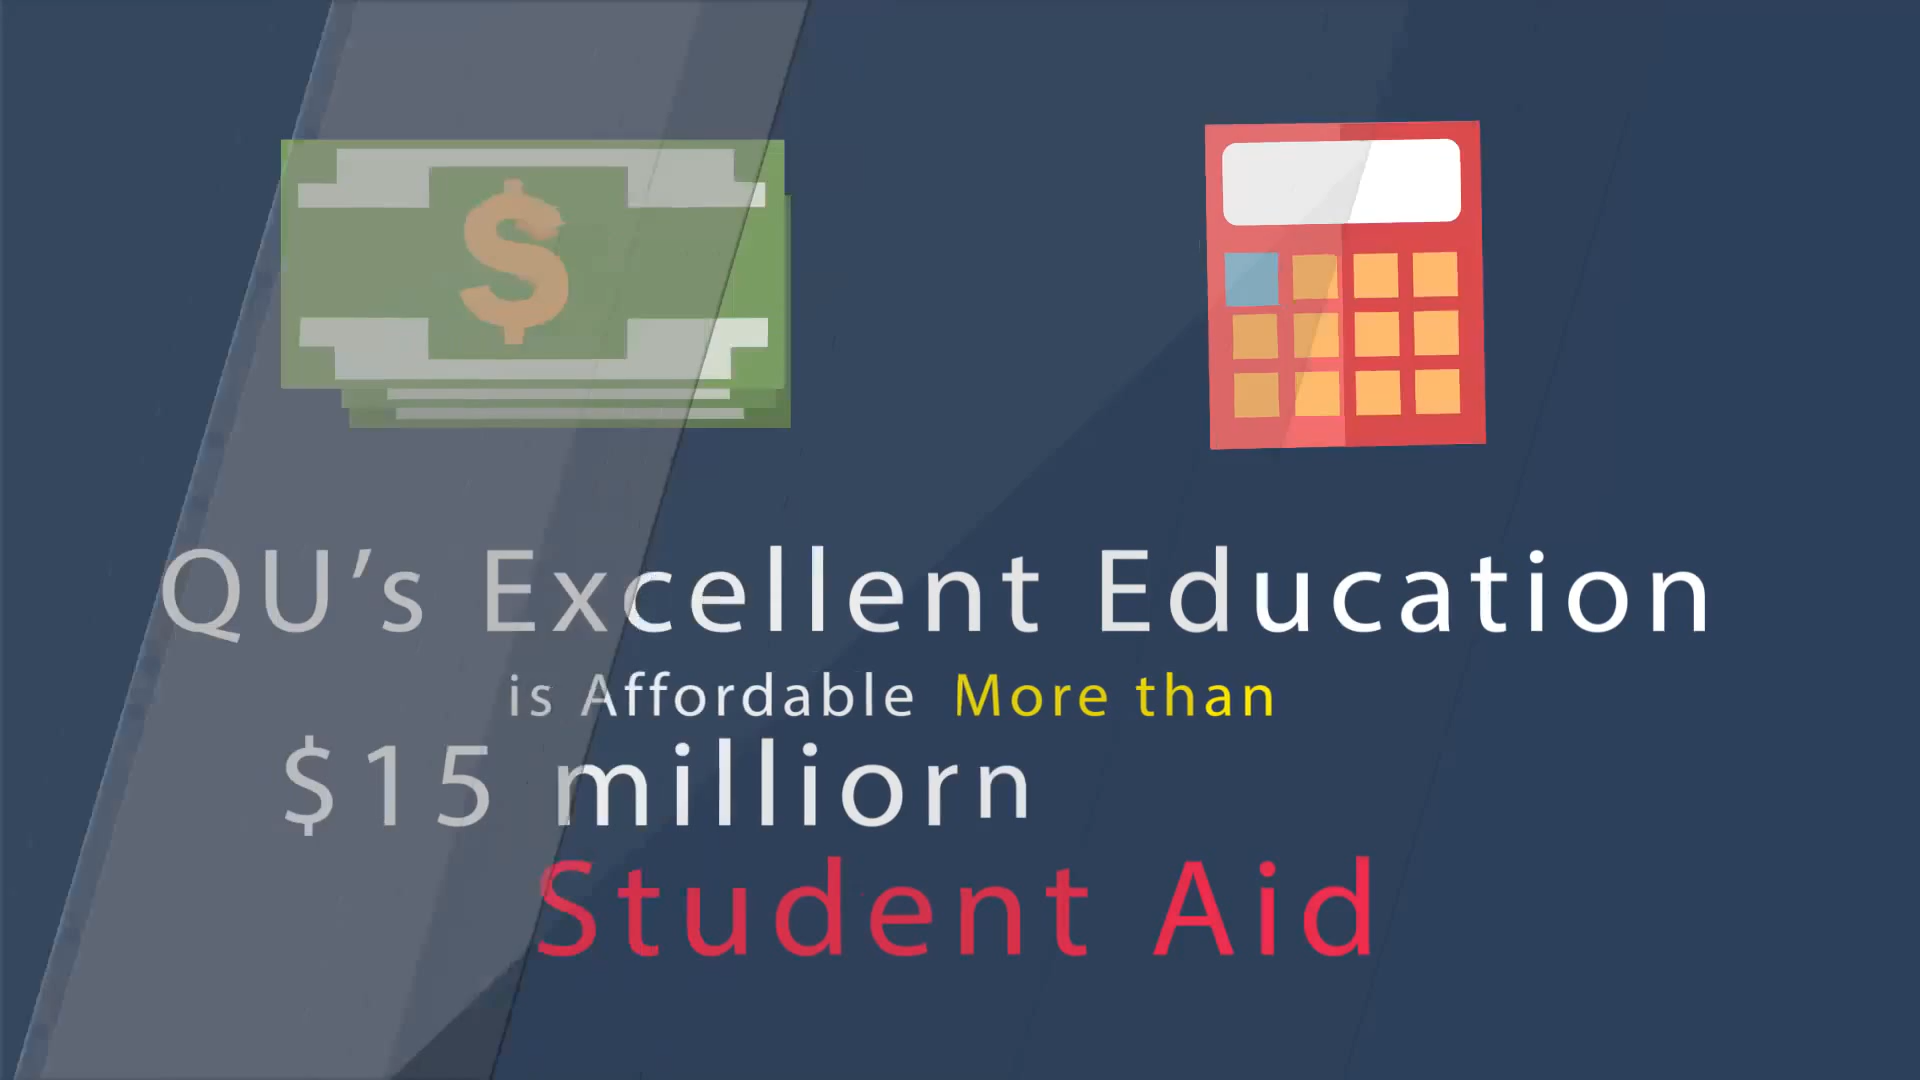 QU’s Excellent Education
is Affordable More than
$15 milliorn
Student Aid